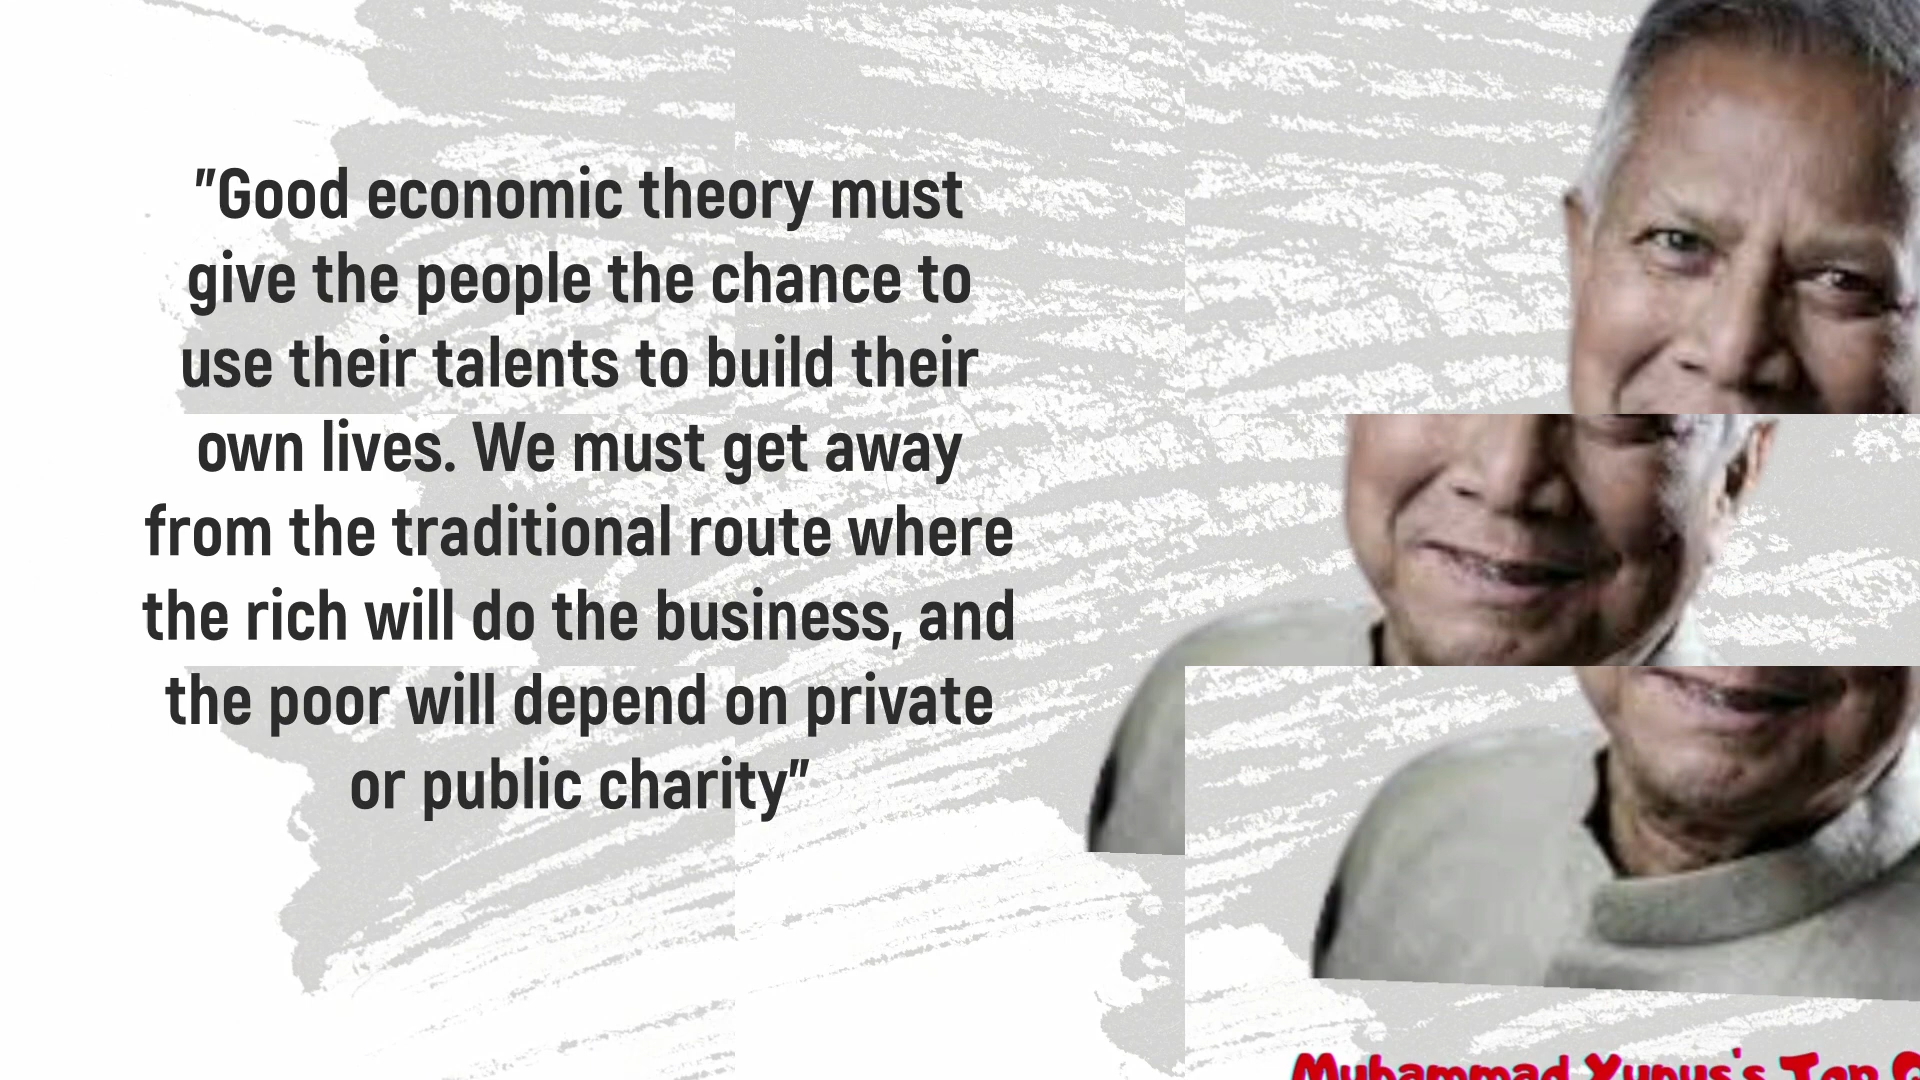 "Good economic theory must
give the people the chance to
use their talents to build their
own lives. We must get away
from the traditional route where
the rich will do the business, and
the poor will depend on private
or public charity"
Muhammad Yunus's Top